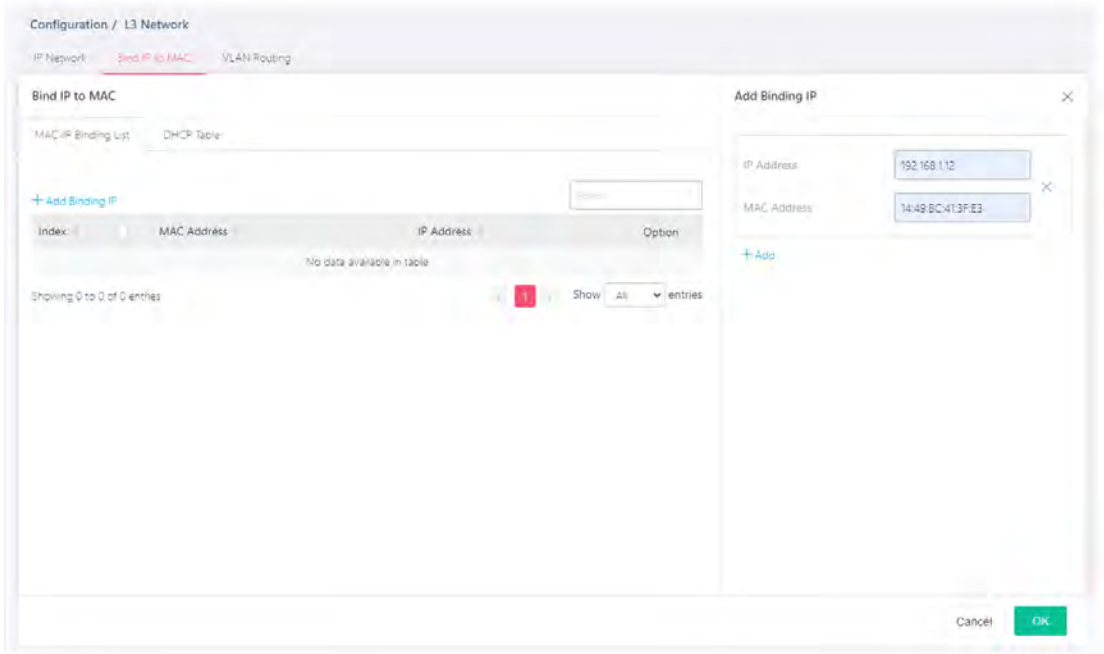 Configuration / L3 Network
IP Network Bind IP to MAC VLAN Routing
Bind IP to MAC
MAC-IP Binding List DHCP Table
+ Add Binding IP
Index MAC Address IP Address Option
No data available in table
Showing 0 to 0 of 0 entries
1 Show All entries
Add Binding IP
IP Address 192.168.1.12
MAC Address 14:49:BC:41:3F:E3
+ Add
Cancel OK